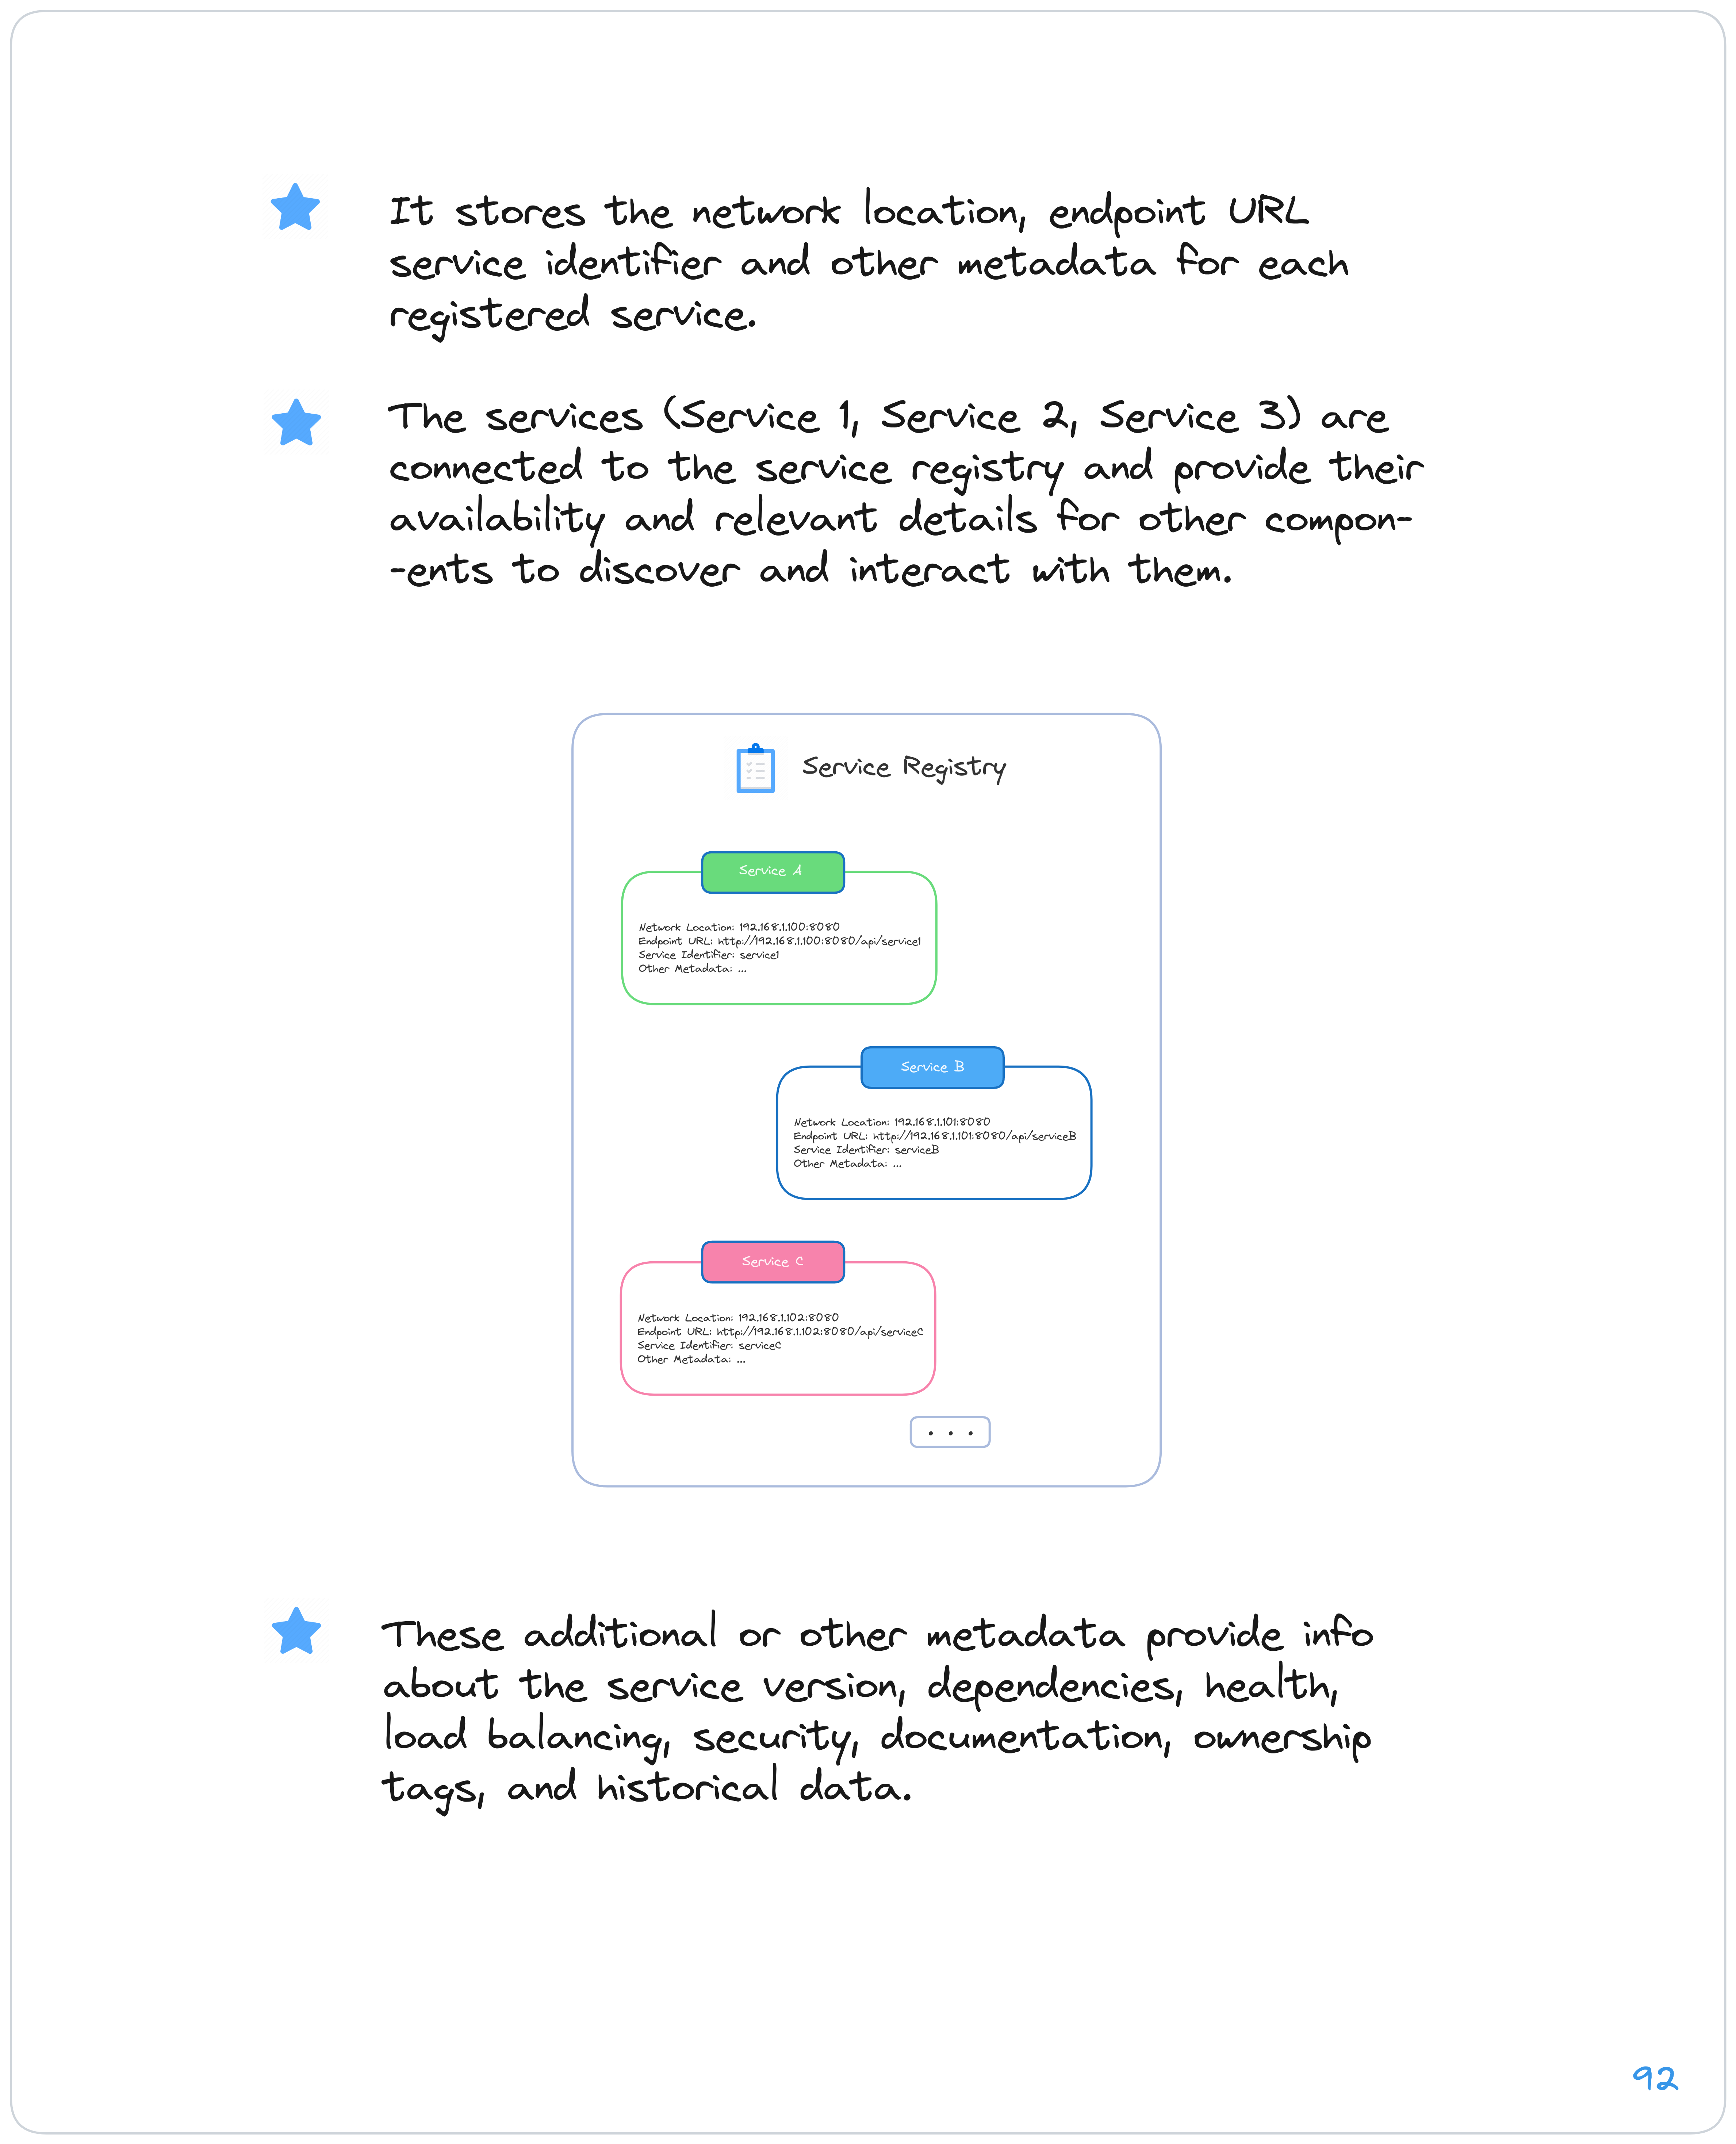 It stores the network location, endpoint URL
service identifier and other metadata for each
registered service.
The services (Service 1, Service 2, Service 3) are
connected to the service registry and provide their
availability and relevant details for other compon-
-ents to discover and interact with them.
Service Registry
Service A
Network Location: 192.168.1.100:8080
Endpoint URL: http://192.168.1.100:8080/api/service1
Service Identifier: service1
Other Metadata: ...
Service B
Network Location: 192.168.1.101:8080
Endpoint URL: http://192.168.1.101:8080/api/serviceB
Service Identifier: serviceB
Other Metadata: ...
Service C
Network Location: 192.168.1.102:8080
Endpoint URL: http://192.168.1.102:8080/api/serviceC
Service Identifier: serviceC
Other Metadata: ...
. . .
These additional or other metadata provide info
about the service version, dependencies, health,
load balancing, security, documentation, ownership
tags, and historical data.
92